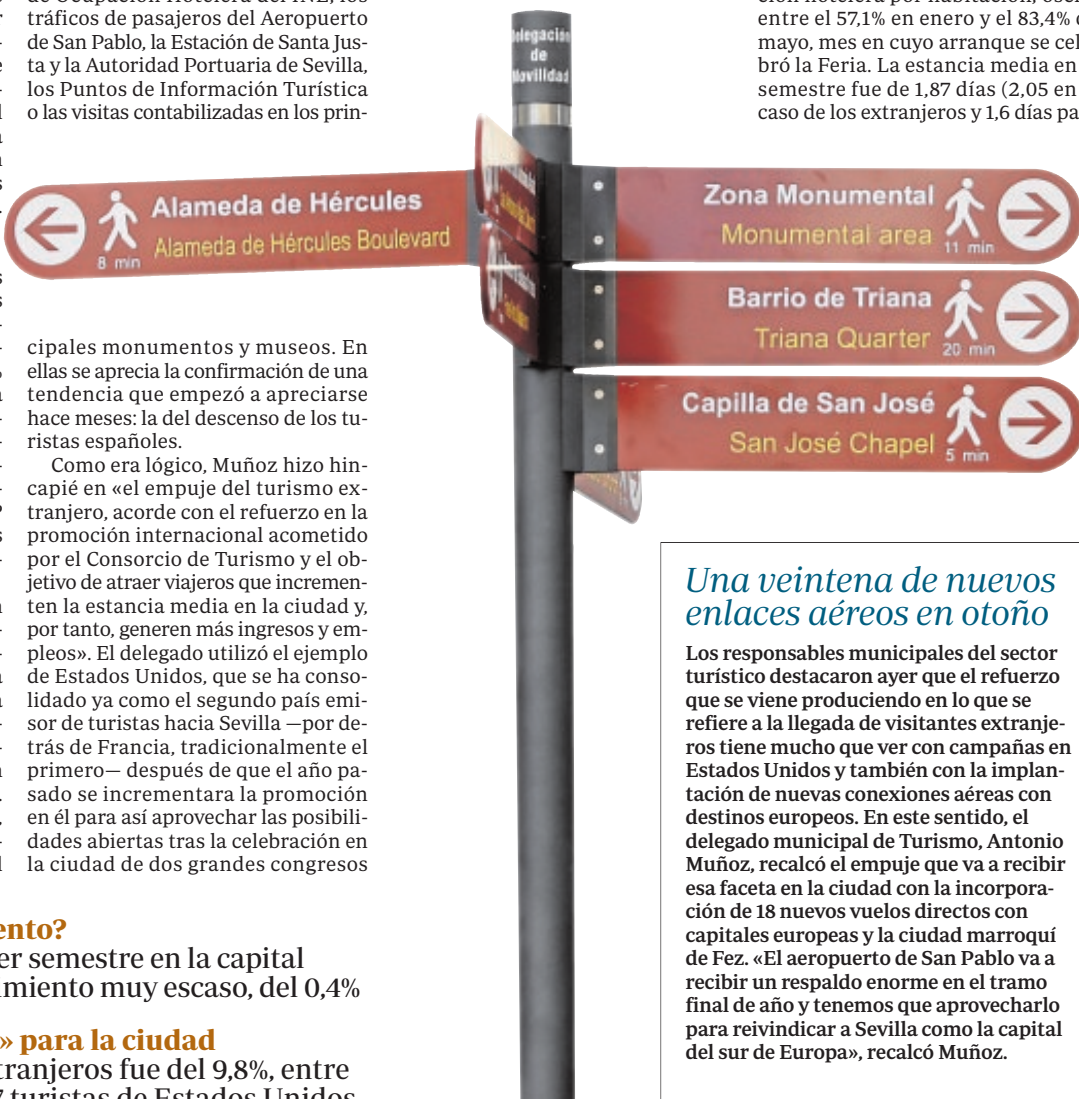 de Ocupación Hotelera del INE, los
tráficos de pasajeros del Aeropuerto
de San Pablo, la Estación de Santa Jus-
ta y la Autoridad Portuaria de Sevilla,
los Puntos de Información Turística
o las visitas contabilizadas en los prin-
cipales monumentos y museos. En
ellas se aprecia la confirmación de una
tendencia que empezó a apreciarse
hace meses: la del descenso de los tu-
ristas españoles.
Como era lógico, Muñoz hizo hin-
capié en «el empuje del turismo ex-
tranjero, acorde con el refuerzo en la
promoción internacional acometido
por el Consorcio de Turismo y el ob-
jetivo de atraer viajeros que incremen-
ten la estancia media en la ciudad y,
por tanto, generen más ingresos y em-
pleos». El delegado utilizó el ejemplo
de Estados Unidos, que se ha conso-
lidado ya como el segundo país emi-
sor de turistas hacia Sevilla —por de-
trás de Francia, tradicionalmente el
primero— después de que el año pa-
sado se incrementara la promoción
en él para así aprovechar las posibili-
dades abiertas tras la celebración en
la ciudad de dos grandes congresos
ción hotelera por habitación, osci
entre el 57,1% en enero y el 83,4%
mayo, mes en cuyo arranque se cel
bró la Feria. La estancia media en
semestre fue de 1,87 días (2,05 en
caso de los extranjeros y 1,6 días pa
Delegación
de
Movilidad
Alameda de Hércules
Alameda de Hércules Boulevard
8 min
Zona Monumental
Monumental area
11 min
Barrio de Triana
Triana Quarter
20 min
Capilla de San José
San José Chapel
5 min
Una veintena de nuevos
enlaces aéreos en otoño
Los responsables municipales del sector
turístico destacaron ayer que el refuerzo
que se viene produciendo en lo que se
refiere a la llegada de visitantes extranje-
ros tiene mucho que ver con campañas en
Estados Unidos y también con la implan-
tación de nuevas conexiones aéreas con
destinos europeos. En este sentido, el
delegado municipal de Turismo, Antonio
Muñoz, recalcó el empuje que va a recibir
esa faceta en la ciudad con la incorpora-
ción de 18 nuevos vuelos directos con
capitales europeas y la ciudad marroquí
de Fez. «El aeropuerto de San Pablo va a
recibir un respaldo enorme en el tramo
final de año y tenemos que aprovecharlo
para reivindicar a Sevilla como la capital
del sur de Europa», recalcó Muñoz.
ento?
er semestre en la capital
imiento muy escaso, del 0,4%
» para la ciudad
tranjeros fue del 9,8%, entre
7 turistas de Estados Unidos